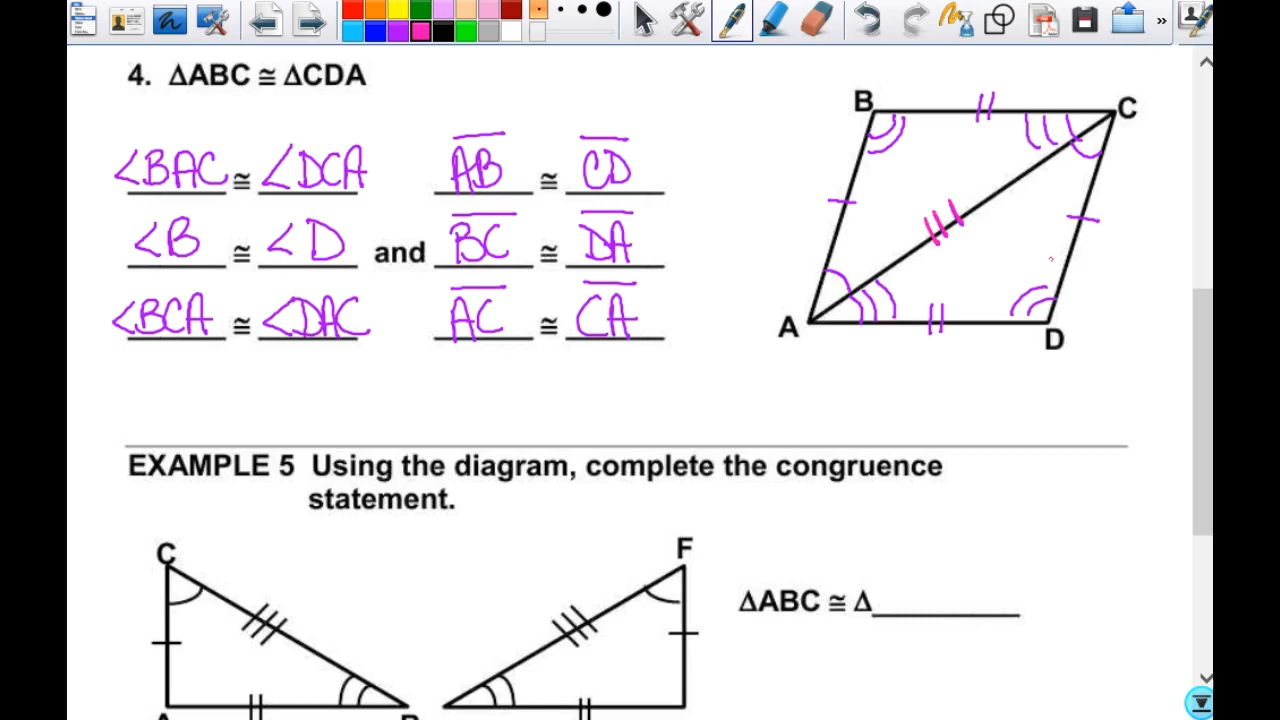 4. ΔABC ≅ ΔCDA
∠BAC ≅ ∠DCA AB ≅ CD
∠B ≅ ∠D and BC ≅ DA
∠BCA ≅ ∠DAC AC ≅ CA
B
C
A
D
EXAMPLE 5 Using the diagram, complete the congruence
statement.
C
F
ΔABC ≅ Δ__________